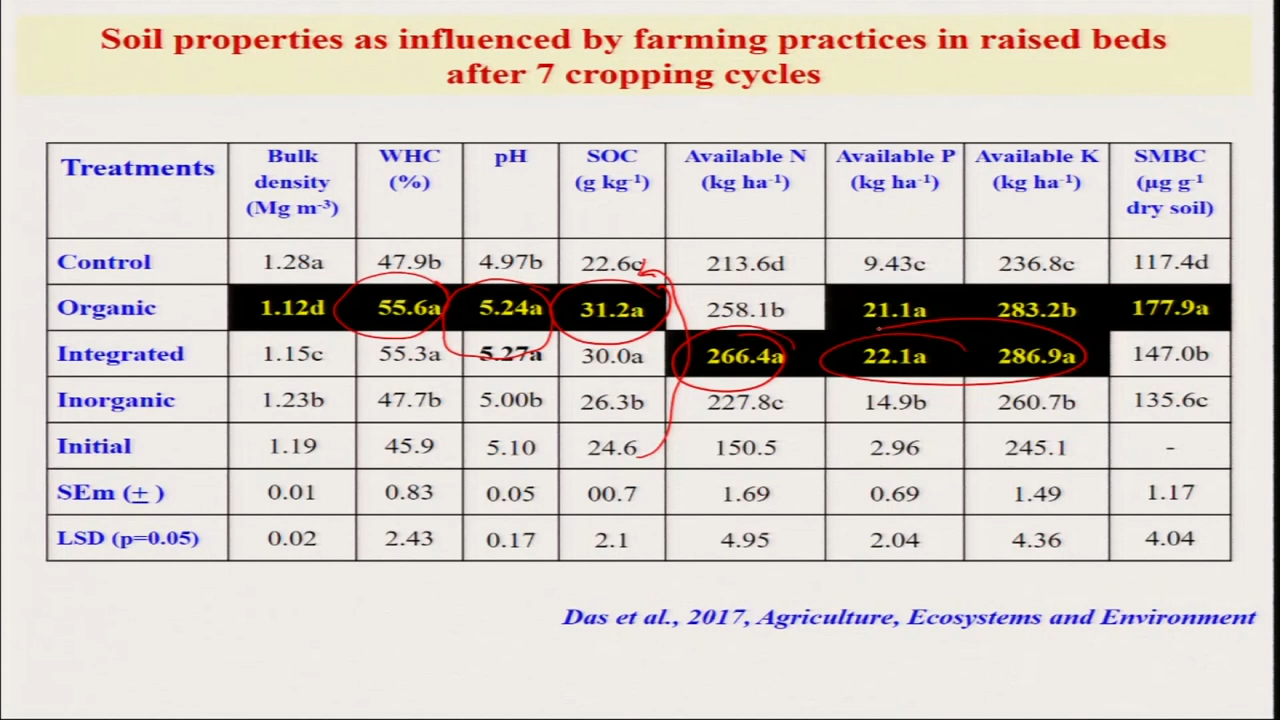 Soil properties as influenced by farming practices in raised beds
after 7 cropping cycles
Treatments | Bulk density (Mg m⁻³) | WHC (%) | pH | SOC (g kg⁻¹) | Available N (kg ha⁻¹) | Available P (kg ha⁻¹) | Available K (kg ha⁻¹) | SMBC (µg g⁻¹ dry soil)
Control | 1.28a | 47.9b | 4.97b | 22.6c | 213.6d | 9.43c | 236.8c | 117.4d
Organic | 1.12d | 55.6a | 5.24a | 31.2a | 258.1b | 21.1a | 283.2b | 177.9a
Integrated | 1.15c | 55.3a | 5.27a | 30.0a | 266.4a | 22.1a | 286.9a | 147.0b
Inorganic | 1.23b | 47.7b | 5.00b | 26.3b | 227.8c | 14.9b | 260.7b | 135.6c
Initial | 1.19 | 45.9 | 5.10 | 24.6 | 150.5 | 2.96 | 245.1 | -
SEm (±) | 0.01 | 0.83 | 0.05 | 00.7 | 1.69 | 0.69 | 1.49 | 1.17
LSD (p=0.05) | 0.02 | 2.43 | 0.17 | 2.1 | 4.95 | 2.04 | 4.36 | 4.04
Das et al., 2017, Agriculture, Ecosystems and Environment